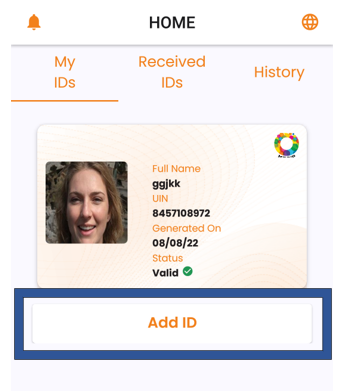 HOME
My
IDs
Received
IDs
History
Full Name
ggjkk
UIN
8457108972
Generated On
08/08/22
Status
Valid
Add ID